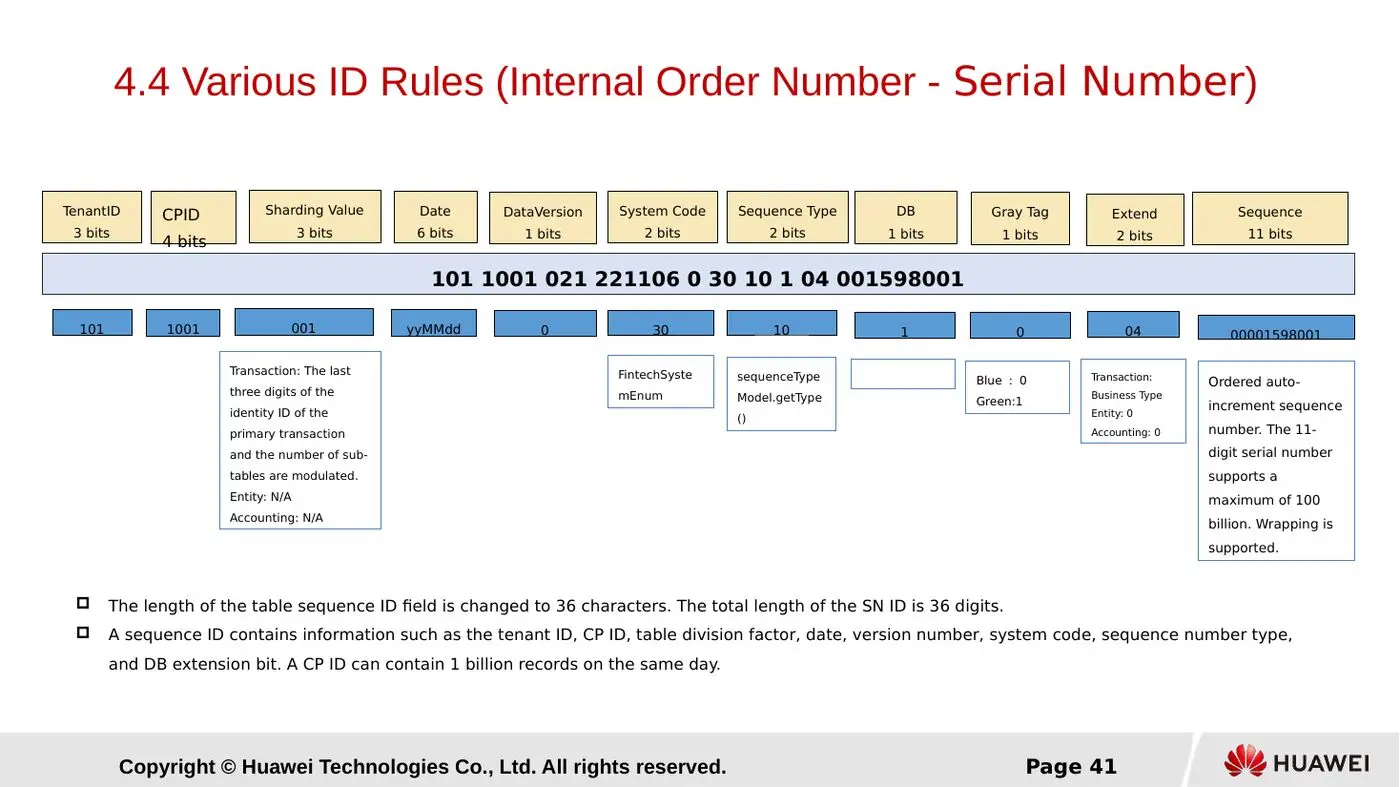 4.4 Various ID Rules (Internal Order Number - Serial Number)
TenantID
3 bits
CPID
4 bits
Sharding Value
3 bits
Date
6 bits
DataVersion
1 bits
System Code
2 bits
Sequence Type
2 bits
DB
1 bits
Gray Tag
1 bits
Extend
2 bits
Sequence
11 bits
101 1001 021 221106 0 30 10 1 04 001598001
101
1001
001
yyMMdd
0
30
10
1
0
04
00001598001
Transaction: The last
three digits of the
identity ID of the
primary transaction
and the number of sub-
tables are modulated.
Entity: N/A
Accounting: N/A
FintechSyste
mEnum
sequenceType
Model.getType
()
Blue : 0
Green:1
Transaction:
Business Type
Entity: 0
Accounting: 0
Ordered auto-
increment sequence
number. The 11-
digit serial number
supports a
maximum of 100
billion. Wrapping is
supported.
The length of the table sequence ID field is changed to 36 characters. The total length of the SN ID is 36 digits.
A sequence ID contains information such as the tenant ID, CP ID, table division factor, date, version number, system code, sequence number type,
and DB extension bit. A CP ID can contain 1 billion records on the same day.
Copyright © Huawei Technologies Co., Ltd. All rights reserved.
Page 41
HUAWEI